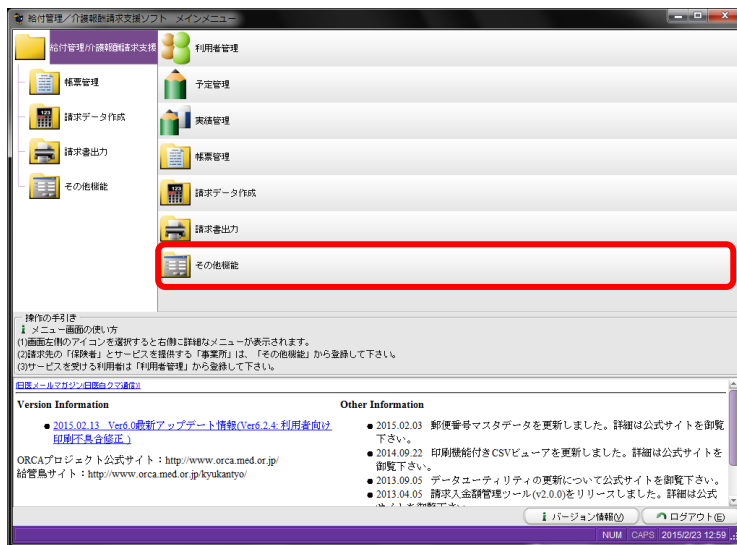 給付管理/介護報酬請求支援ソフト メインメニュー
給付管理/介護報酬請求支援
帳票管理
請求データ作成
請求書出力
その他機能
利用者管理
予定管理
実績管理
帳票管理
請求データ作成
請求書出力
その他機能
操作の手引き
メニュー画面の使い方
(1)画面左側のアイコンを選択すると右側に詳細なメニューが表示されます。
(2)請求先の「保険者」とサービスを提供する「事業所」は、「その他機能」から登録して下さい。
(3)サービスを受ける利用者は「利用者管理」から登録して下さい。
旧医メールマガジン(日医白クマ通信)
Version Information
● 2015.02.13 Ver6.0最新アップデート情報(Ver6.2.4: 利用者向け
印刷不具合修正 )
ORCAプロジェクト公式サイト : http://www.orca.med.or.jp/
給管鳥サイト : http://www.orca.med.or.jp/kyukantyo/
Other Information
● 2015.02.03 郵便番号マスタデータを更新しました。詳細は公式サイトを御覧
下さい。
● 2014.09.22 印刷機能付きCSVビューアを更新しました。詳細は公式サイトを
御覧下さい。
● 2013.09.05 データユーティリティの更新について公式サイトを御覧下さい。
● 2013.04.05 請求入金額管理ツール(v2.0.0)をリリースしました。詳細は公式
バージョン情報(V)
ログアウト(E)
NUM CAPS 2015/2/23 12:59